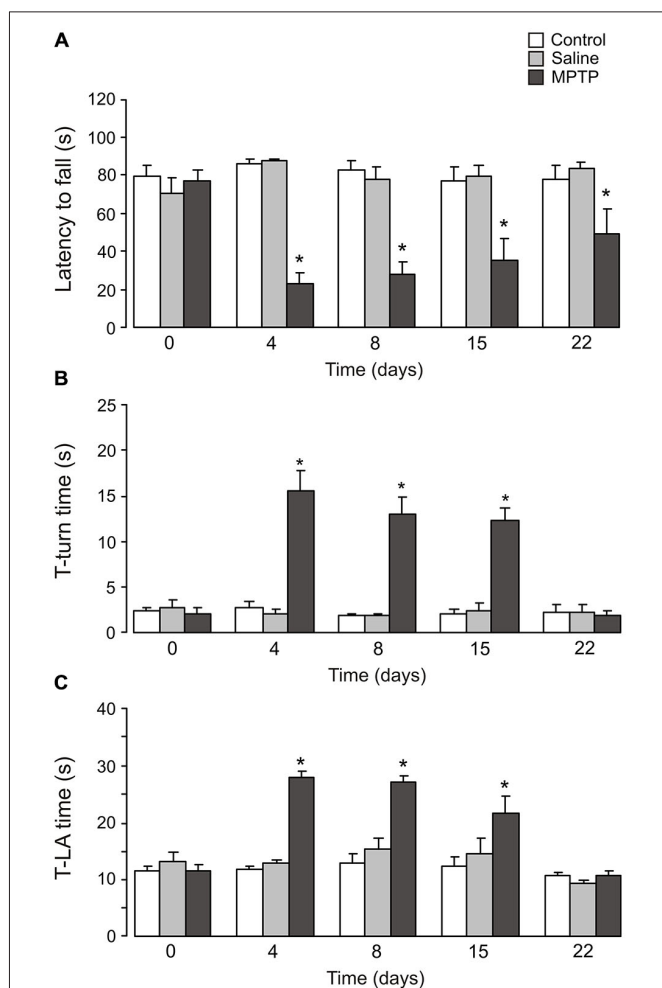 A
Control
Saline
MPTP
Latency to fall (s)
120
100
80
60
40
20
0
* * * *
0 4 8 15 22
Time (days)
B
T-turn time (s)
25
20
15
10
5
0
* * *
0 4 8 15 22
Time (days)
C
T-LA time (s)
40
30
20
10
0
* * *
0 4 8 15 22
Time (days)